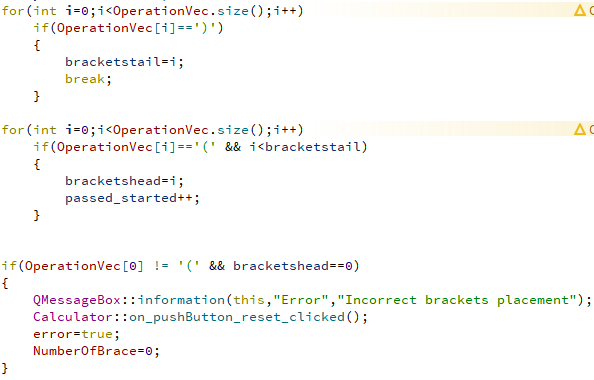 for(int i=0;i<OperationVec.size();i++)
    if(OperationVec[i]==')')
    {
        bracketstail=i;
        break;
    }
for(int i=0;i<OperationVec.size();i++)
    if(OperationVec[i]=='(' && i<bracketstail)
    {
        bracketshead=i;
        passed_started++;
    }
if(OperationVec[0] != '(' && bracketshead==0)
{
    QMessageBox::information(this,"Error","Incorrect brackets placement");
    Calculator::on_pushButton_reset_clicked();
    error=true;
    NumberOfBrace=0;
}